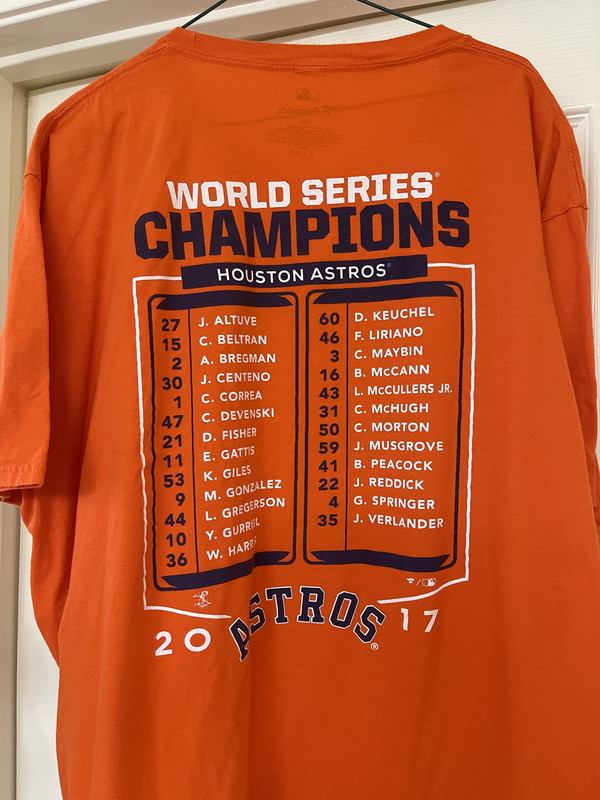 WORLD SERIES®
CHAMPIONS
HOUSTON ASTROS®
27 J. ALTUVE
15 C. BELTRAN
2 A. BREGMAN
30 J. CENTENO
1 C. CORREA
47 C. DEVENSKI
21 D. FISHER
11 E. GATTIS
53 K. GILES
9 M. GONZALEZ
44 L. GREGERSON
10 Y. GURRIEL
36 W. HARRIS
60 D. KEUCHEL
46 F. LIRIANO
3 C. MAYBIN
16 B. McCANN
43 L. McCULLERS JR.
31 C. McHUGH
50 C. MORTON
59 J. MUSGROVE
41 B. PEACOCK
22 J. REDDICK
4 G. SPRINGER
35 J. VERLANDER
20 ASTROS® 17